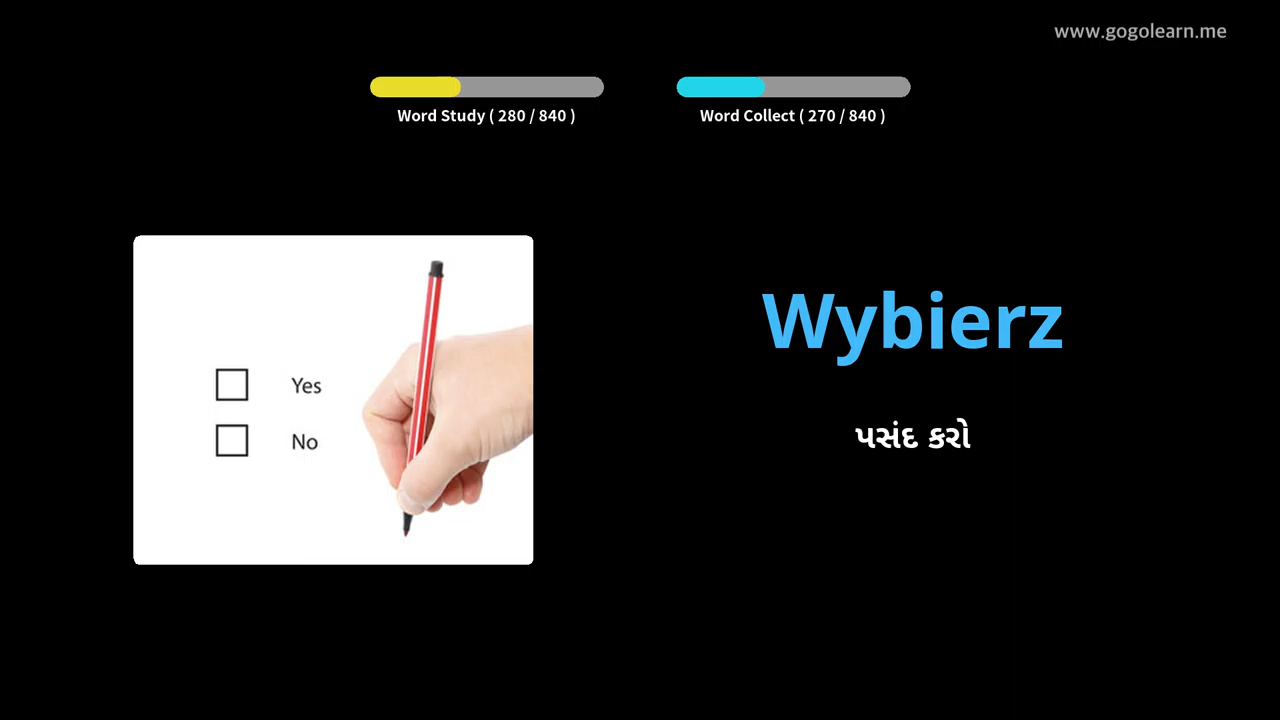 www.gogolearn.me
Word Study ( 280 / 840 )
Word Collect ( 270 / 840 )
Yes
No
Wybierz
પસંદ કરો